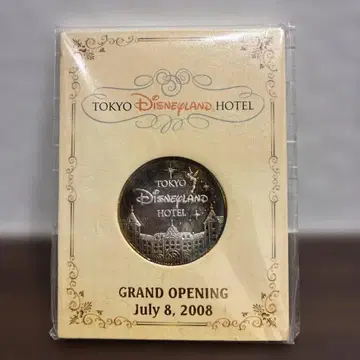 TOKYO DISNEYLAND HOTEL
TOKYO
DISNEYLAND
HOTEL
GRAND OPENING
July 8, 2008